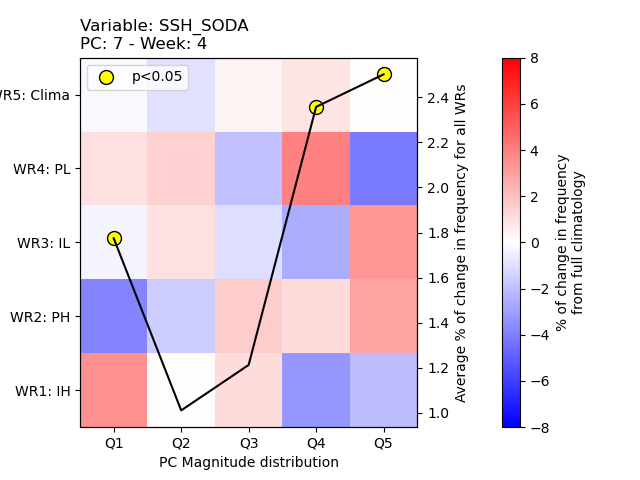 Variable: SSH_SODA
PC: 7 - Week: 4
p<0.05
WR5: Clima
WR4: PL
WR3: IL
WR2: PH
WR1: IH
Q1 Q2 Q3 Q4 Q5
PC Magnitude distribution
2.4
2.2
2.0
1.8
1.6
1.4
1.2
1.0
Average % of change in frequency for all WRs
8
6
4
2
0
−2
−4
−6
−8
% of change in frequency
from full climatology